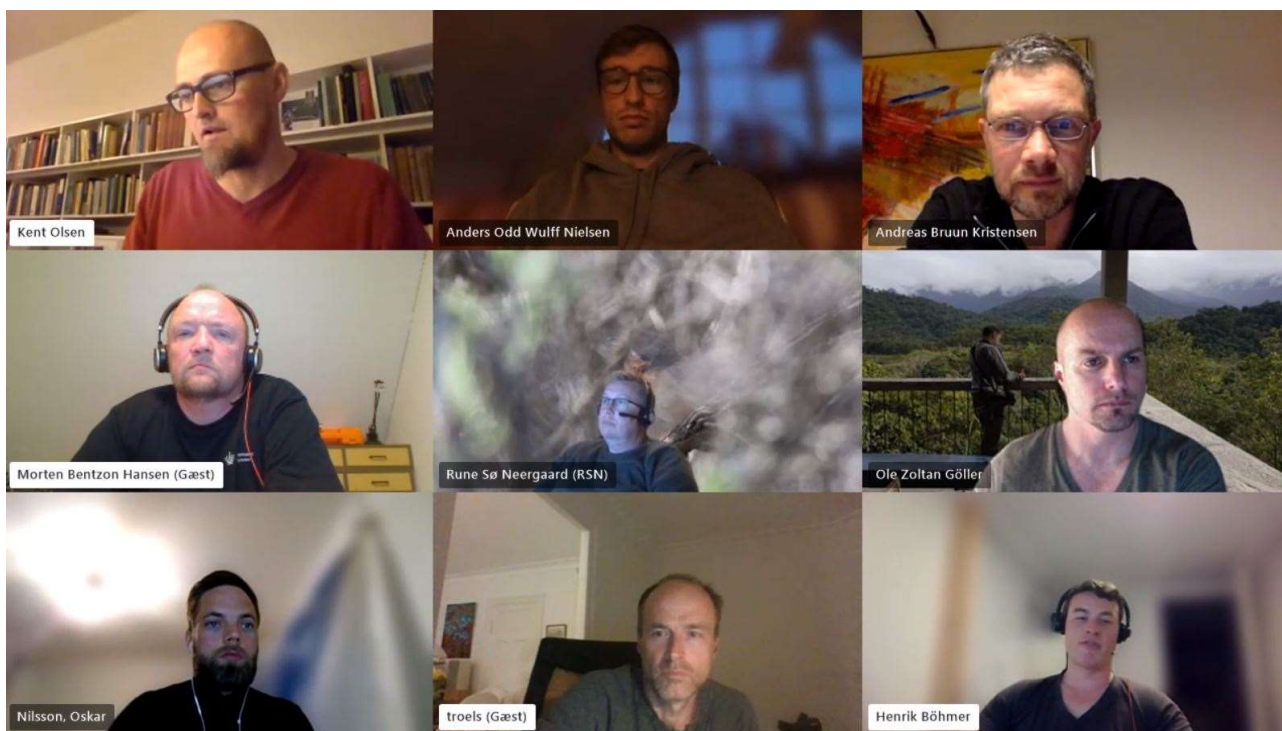 Kent Olsen
Anders Odd Wulff Nielsen
Andreas Bruun Kristensen
Morten Bentzon Hansen (Gæst)
Rune Sø Neergaard (RSN)
Ole Zoltan Göller
Nilsson, Oskar
troels (Gæst)
Henrik Böhmer